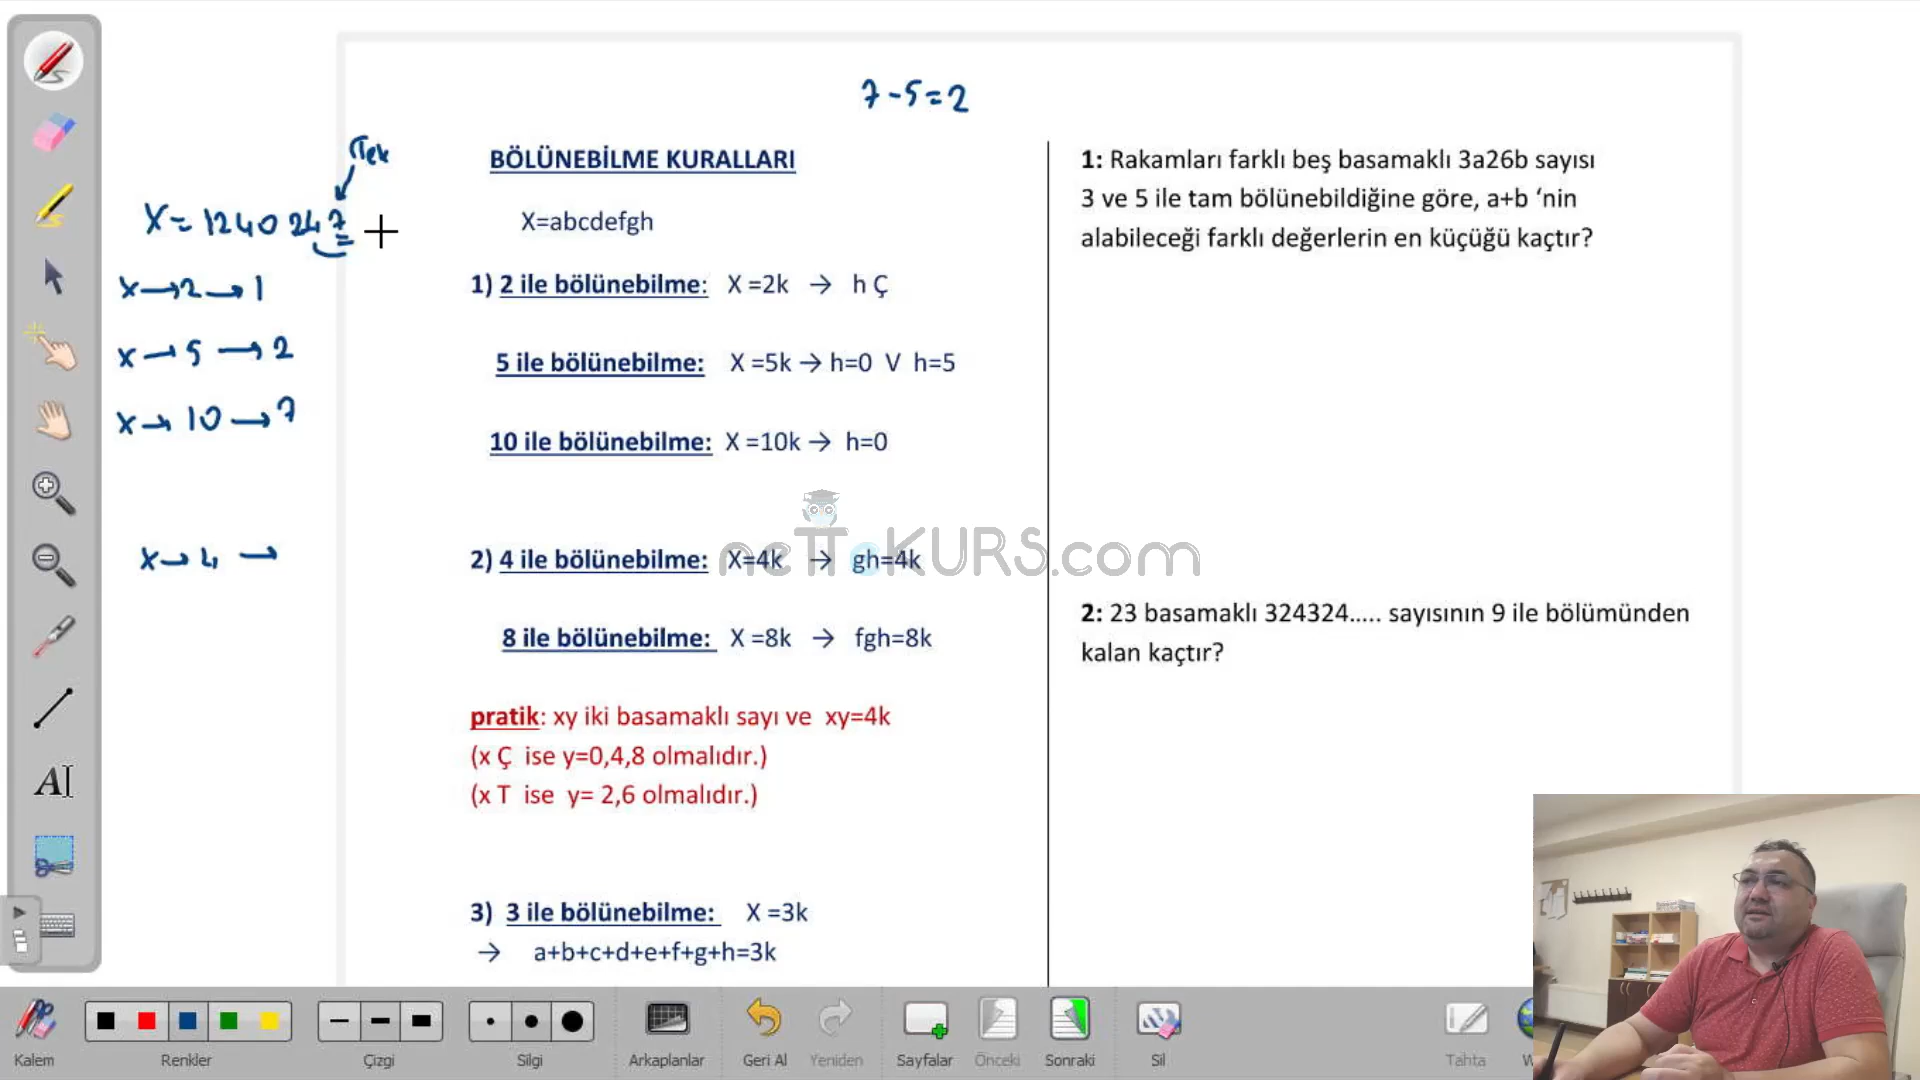 7-5=2
Tek
X= 1240247
x→2→1
x→5→2
x→10→7
x→4→
BÖLÜNEBİLME KURALLARI
X=abcdefgh
1) 2 ile bölünebilme: X =2k → h Ç
5 ile bölünebilme: X =5k → h=0 V h=5
10 ile bölünebilme: X =10k → h=0
2) 4 ile bölünebilme: X=4k → gh=4k
8 ile bölünebilme: X =8k → fgh=8k
pratik: xy iki basamaklı sayı ve xy=4k
(x Ç ise y=0,4,8 olmalıdır.)
(x T ise y= 2,6 olmalıdır.)
3) 3 ile bölünebilme: X =3k
→ a+b+c+d+e+f+g+h=3k
1: Rakamları farklı beş basamaklı 3a26b sayısı
3 ve 5 ile tam bölünebildiğine göre, a+b ‘nin
alabileceği farklı değerlerin en küçüğü kaçtır?
2: 23 basamaklı 324324..... sayısının 9 ile bölümünden
kalan kaçtır?
neTTeKURS.com
AI
Kalem Renkler Çizgi Silgi Arkaplanlar Geri Al Yeniden Sayfalar Önceki Sonraki Sil Tahta W